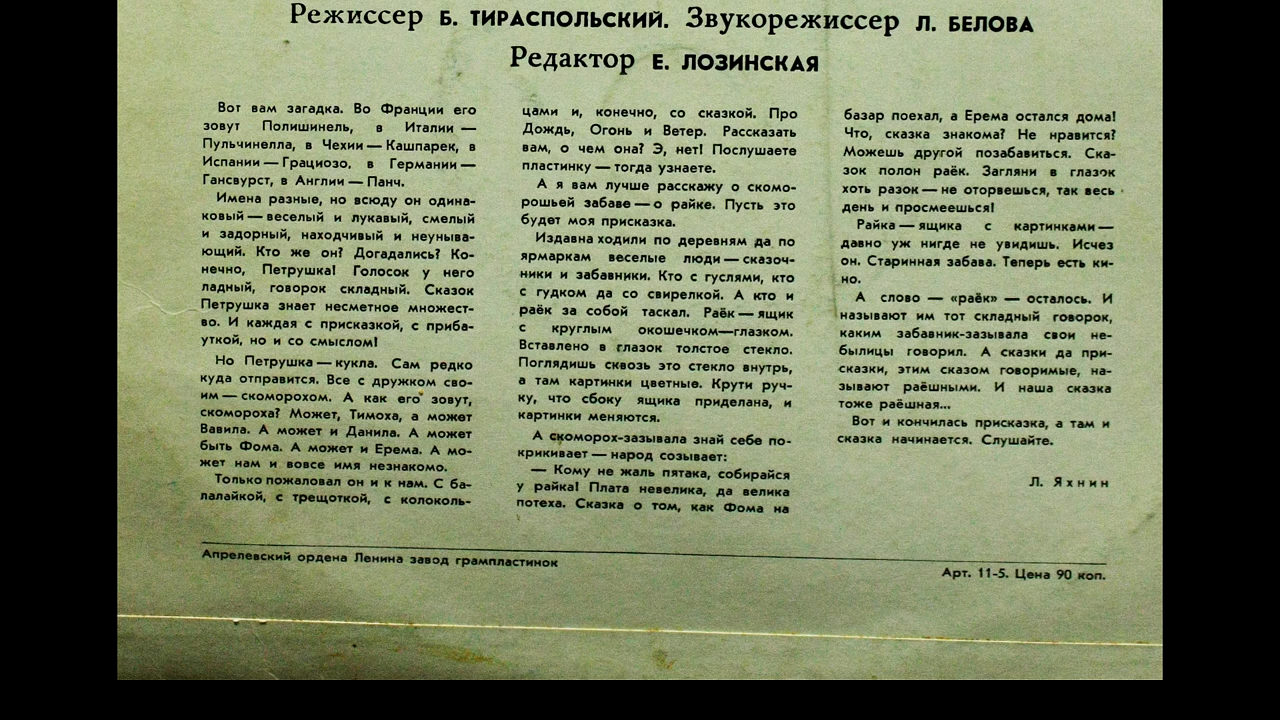 Режиссер Б. ТИРАСПОЛЬСКИЙ. Звукорежиссер Л. БЕЛОВА
Редактор Е. ЛОЗИНСКАЯ
Вот вам загадка. Во Франции его
зовут Полишинель, в Италии —
Пульчинелла, в Чехии — Кашпарек, в
Испании — Грациозо, в Германии —
Гансвурст, в Англии — Панч.
Имена разные, но всюду он одина-
ковый — веселый и лукавый, смелый
и задорный, находчивый и неуныва-
ющий. Кто же он? Догадались? Ко-
нечно, Петрушка! Голосок у него
ладный, говорок складный. Сказок
Петрушка знает несметное множест-
во. И каждая с присказкой, с приба-
уткой, но и со смыслом!
Но Петрушка — кукла. Сам редко
куда отправится. Все с дружком сво-
им — скоморохом. А как его зовут,
скомороха? Может, Тимоха, а может
Вавила. А может и Данила. А может
быть Фома. А может и Ерема. А мо-
жет нам и вовсе имя незнакомо.
Только пожаловал он и к нам. С ба-
лалайкой, с трещоткой, с колоколь-
цами и, конечно, со сказкой. Про
Дождь, Огонь и Ветер. Рассказать
вам, о чем она? Э, нет! Послушаете
пластинку — тогда узнаете.
А я вам лучше расскажу о скомо-
рошьей забаве — о райке. Пусть это
будет моя присказка.
Издавна ходили по деревням да по
ярмаркам веселые люди — сказоч-
ники и забавники. Кто с гуслями, кто
с гудком да со свирелкой. А кто и
раёк за собой таскал. Раёк — ящик
с круглым окошечком—глазком.
Вставлено в глазок толстое стекло.
Поглядишь сквозь это стекло внутрь,
а там картинки цветные. Крути руч-
ку, что сбоку ящика приделана, и
картинки меняются.
А скоморох-зазывала знай себе по-
крикивает — народ созывает:
— Кому не жаль пятака, собирайся
у райка! Плата невелика, да велика
потеха. Сказка о том, как Фома на
базар поехал, а Ерема остался дома!
Что, сказка знакома? Не нравится?
Можешь другой позабавиться. Ска-
зок полон раёк. Загляни в глазок
хоть разок — не оторвешься, так весь
день и просмеешься!
Райка — ящика с картинками —
давно уж нигде не увидишь. Исчез
он. Старинная забава. Теперь есть ки-
но.
А слово — «раёк» — осталось. И
называют им тот складный говорок,
каким забавник-зазывала свои не-
былицы говорил. А сказки да при-
сказки, этим сказом говоримые, на-
зывают раёшными. И наша сказка
тоже раёшная...
Вот и кончилась присказка, а там и
сказка начинается. Слушайте.
Л. Яхнин
Апрелевский ордена Ленина завод грампластинок
Арт. 11-5. Цена 90 коп.